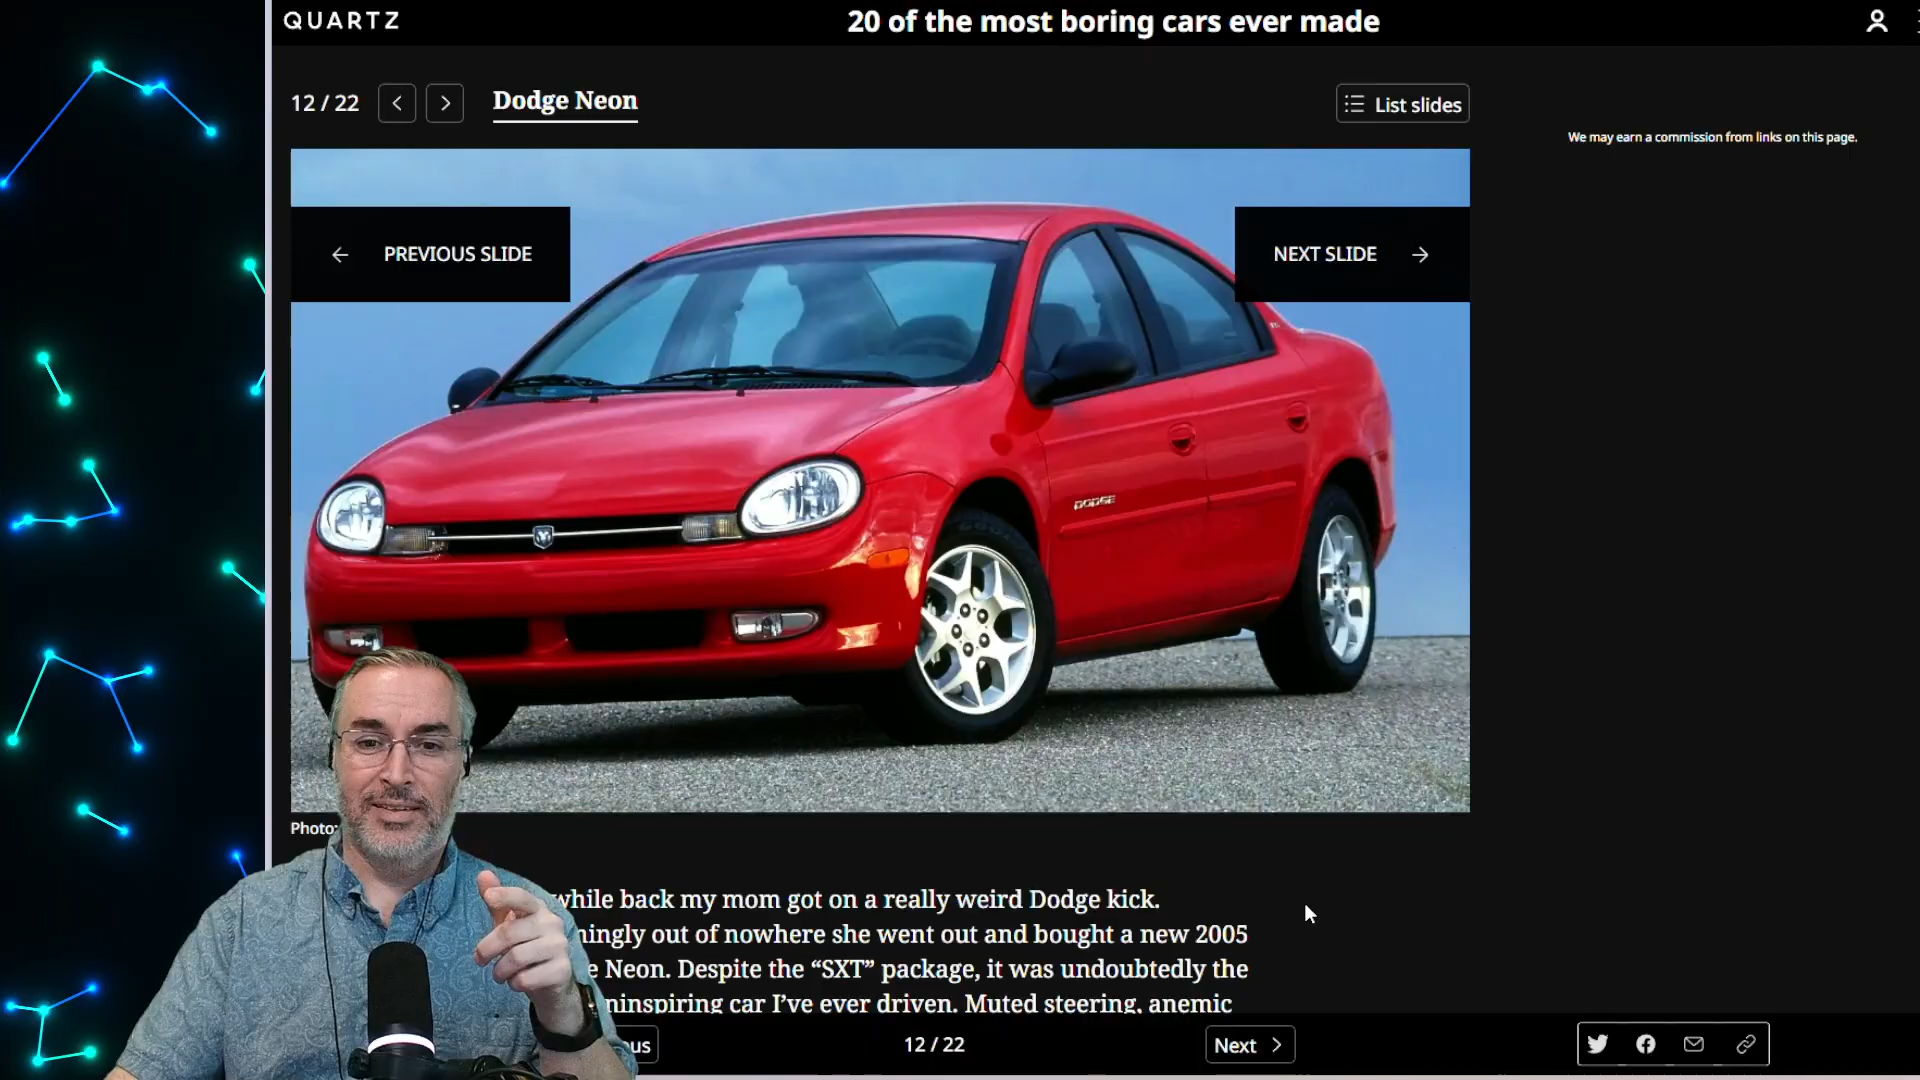 QUARTZ
20 of the most boring cars ever made
12 / 22
Dodge Neon
List slides
We may earn a commission from links on this page.
PREVIOUS SLIDE
NEXT SLIDE
DODGE
Photo:
while back my mom got on a really weird Dodge kick.
out of nowhere she went out and bought a new 2005
Neon. Despite the “SXT” package, it was undoubtedly the
car I’ve ever driven. Muted steering, anemic
12 / 22
Next